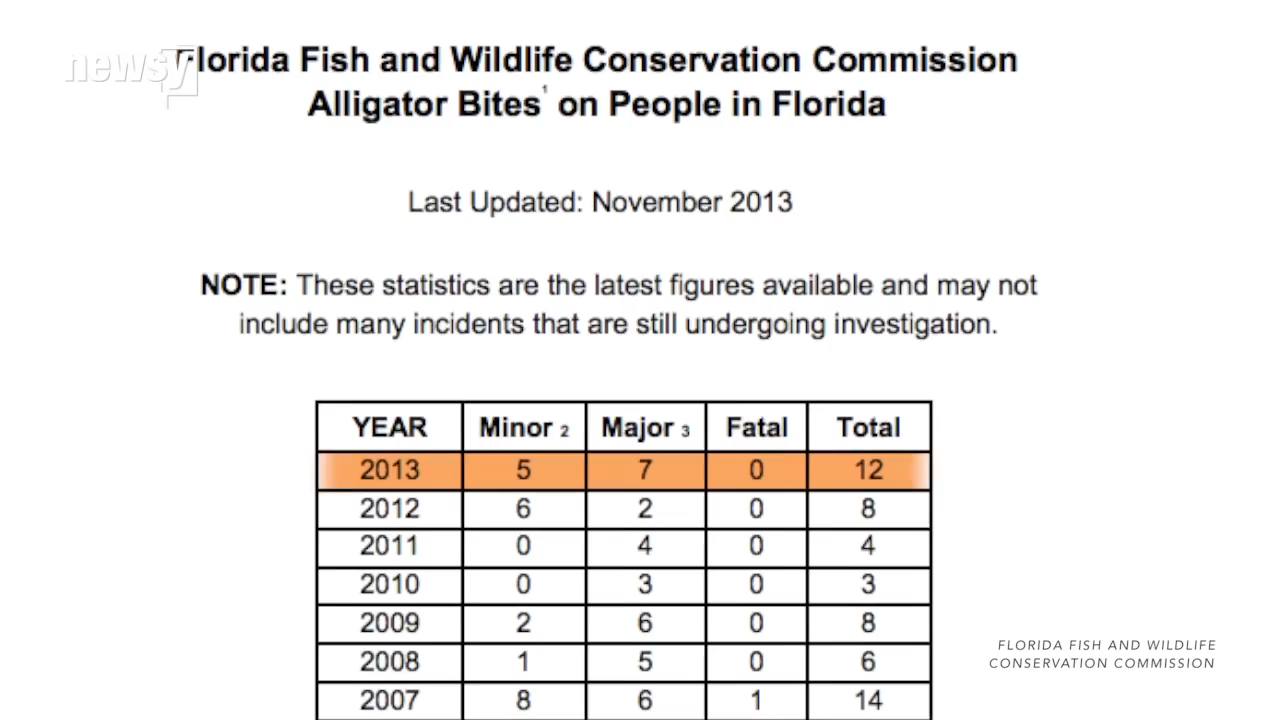 newsy
Florida Fish and Wildlife Conservation Commission
Alligator Bites¹ on People in Florida
Last Updated: November 2013
NOTE: These statistics are the latest figures available and may not
include many incidents that are still undergoing investigation.
YEAR Minor 2 Major 3 Fatal Total
2013 5 7 0 12
2012 6 2 0 8
2011 0 4 0 4
2010 0 3 0 3
2009 2 6 0 8
2008 1 5 0 6
2007 8 6 1 14
FLORIDA FISH AND WILDLIFE
CONSERVATION COMMISSION